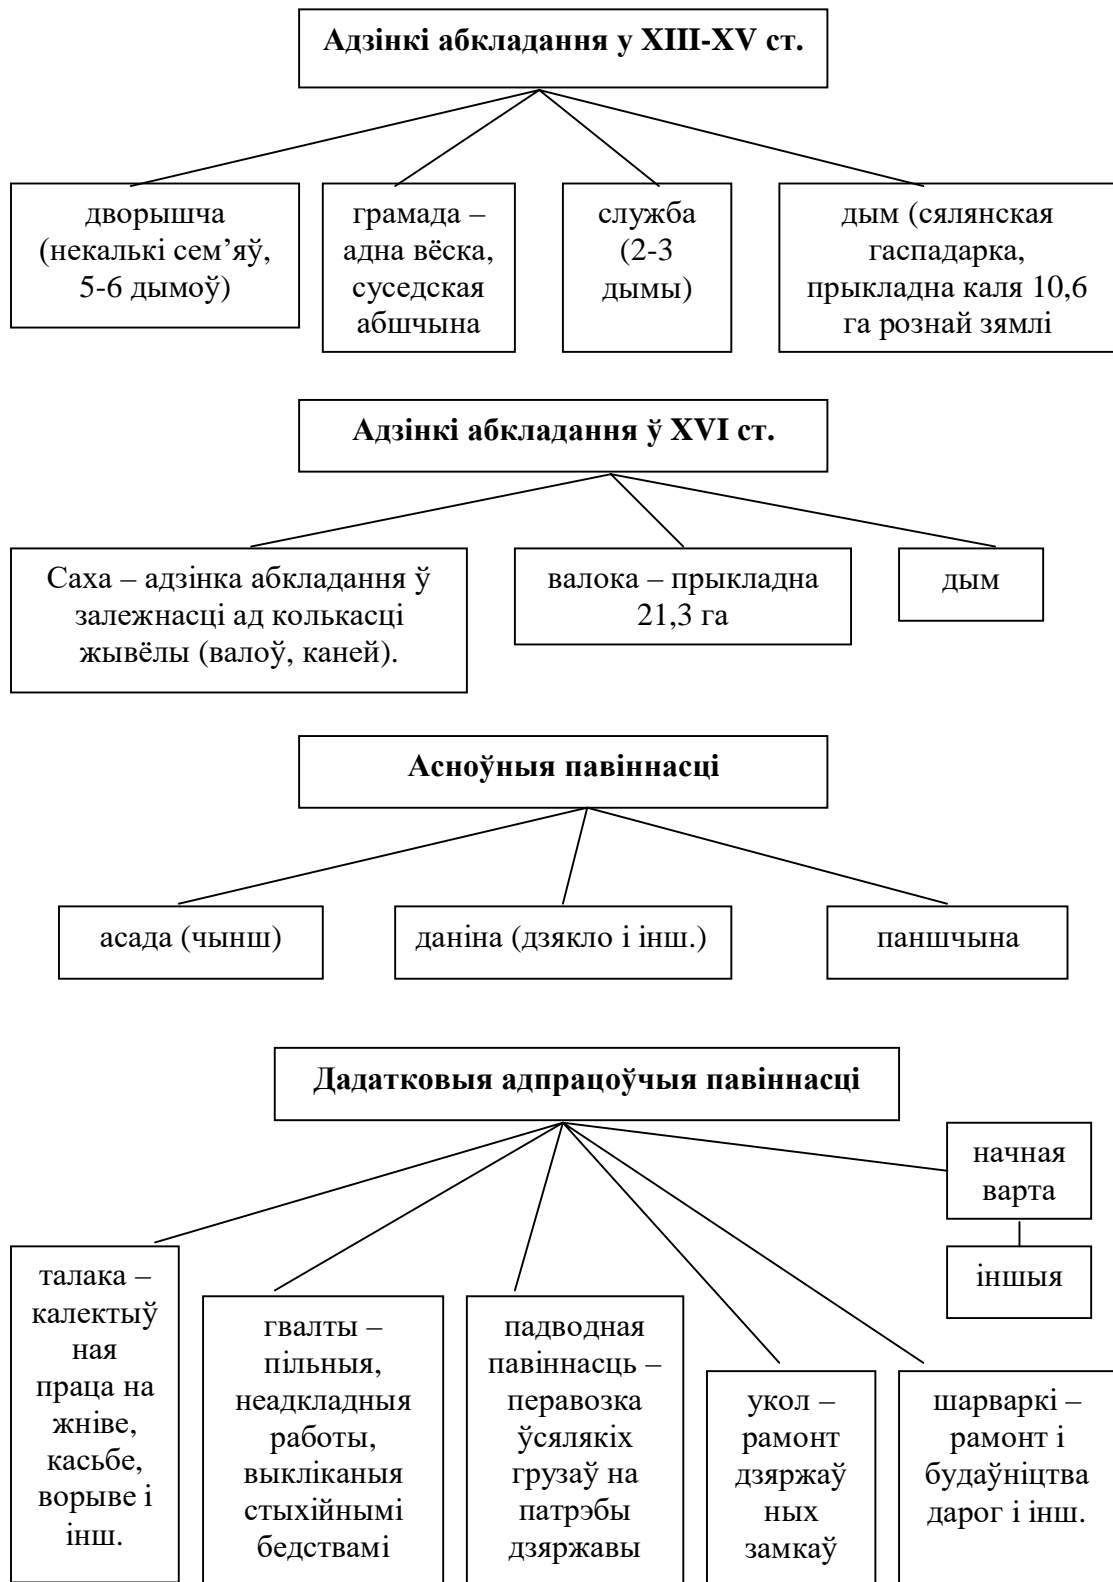 Адзінкі абкладання у XIII-XV ст.
дворышча
(некалькі сем’яў,
5-6 дымоў)
грамада –
адна вёска,
суседская
абшчына
служба
(2-3
дымы)
дым (сялянская
гаспадарка,
прыкладна каля 10,6
га рознай зямлі
Адзінкі абкладання ў XVI ст.
Саха – адзінка абкладання ў
залежнасці ад колькасці
жывёлы (валоў, каней).
валока – прыкладна
21,3 га
дым
Асноўныя павіннасці
асада (чынш)
даніна (дзякло і інш.)
паншчына
Дадатковыя адпрацоўчыя павіннасці
начная
варта
іншыя
талака –
калектыў
ная
праца на
жніве,
касьбе,
ворыве і
інш.
гвалты –
пільныя,
неадкладныя
работы,
выкліканыя
стыхійнымі
бедствамі
падводная
павіннасць –
перавозка
ўсялякіх
грузаў на
патрэбы
дзяржавы
укол –
рамонт
дзяржаў
ных
замкаў
шарваркі –
рамонт і
будаўніцтва
дарог і інш.